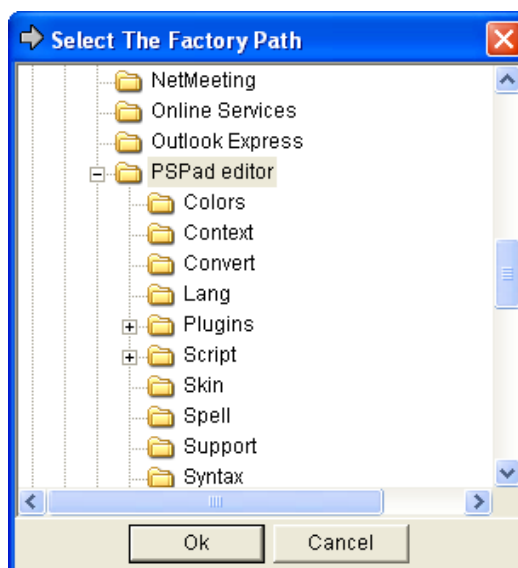 Select The Factory Path
NetMeeting
Online Services
Outlook Express
PSPad editor
Colors
Context
Convert
Lang
Plugins
Script
Skin
Spell
Support
Syntax
Ok Cancel